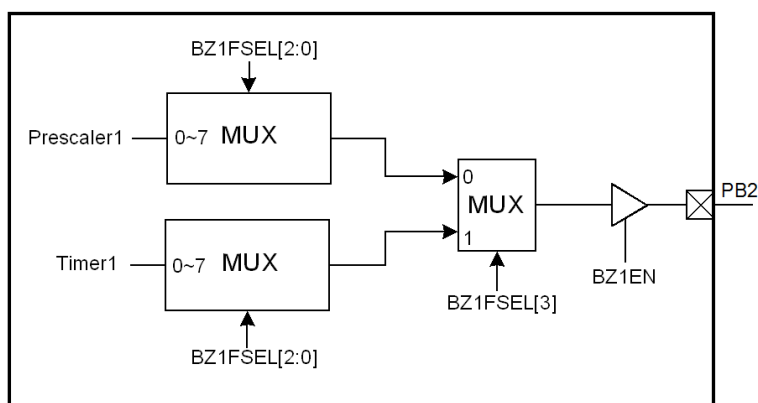 BZ1FSEL[2:0]
Prescaler1
0~7 MUX
0
MUX
1
PB2
Timer1
0~7 MUX
BZ1EN
BZ1FSEL[3]
BZ1FSEL[2:0]